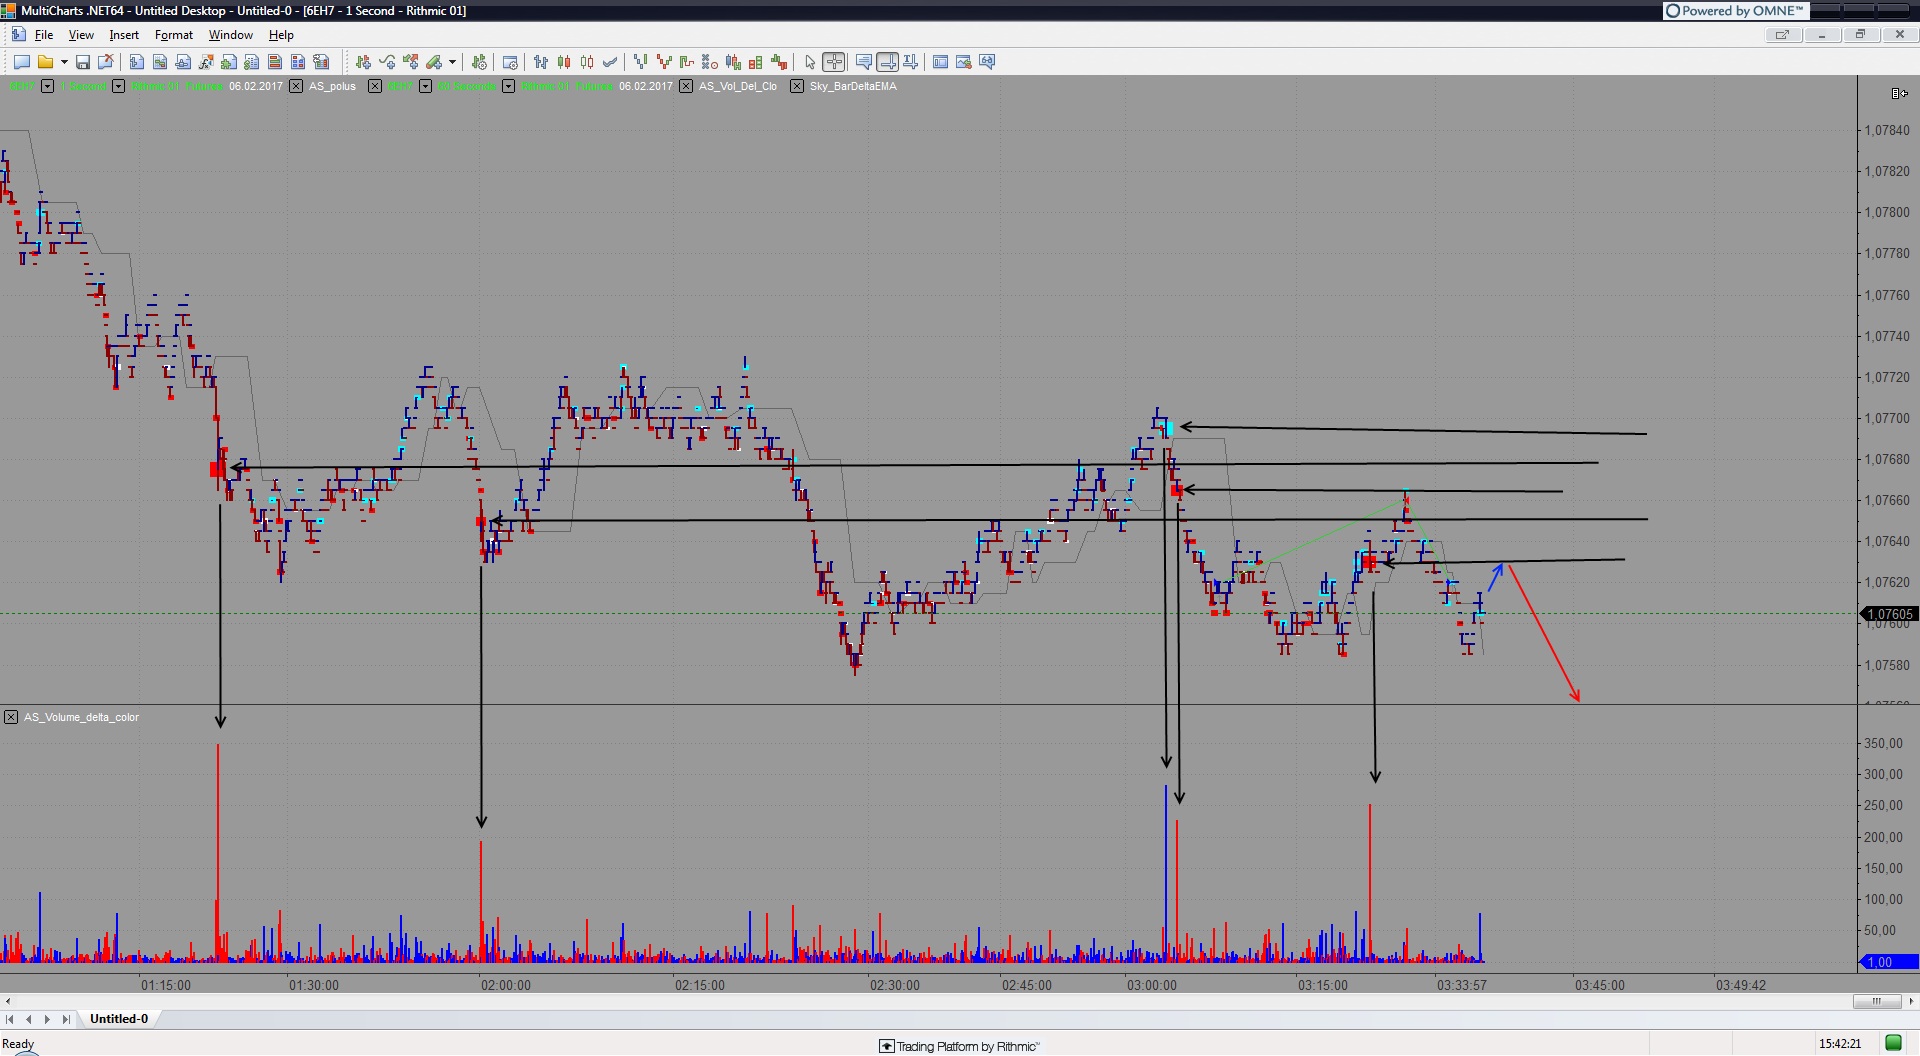 MultiCharts .NET64 - Untitled Desktop - Untitled-0 - [6EH7 - 1 Second - Rithmic 01]
Powered by OMNE™
File View Insert Format Window Help
6EH7 1 Second Rithmic 01 Futures 06.02.2017 AS_polus 6EH7 Seconds Rithmic 01 Futures 06.02.2017 AS_Vol_Del_Clo Sky_BarDeltaEMA
1,07840
1,07820
1,07800
1,07780
1,07760
1,07740
1,07720
1,07700
1,07680
1,07660
1,07640
1,07620
1,07605
1,07600
1,07580
1,07560
AS_Volume_delta_color
350,00
300,00
250,00
200,00
150,00
100,00
50,00
1,00
01:15:00 01:30:00 02:00:00 02:15:00 02:30:00 02:45:00 03:00:00 03:15:00 03:33:57 03:45:00 03:49:42
Untitled-0
Ready
Trading Platform by Rithmic™
15:42:21